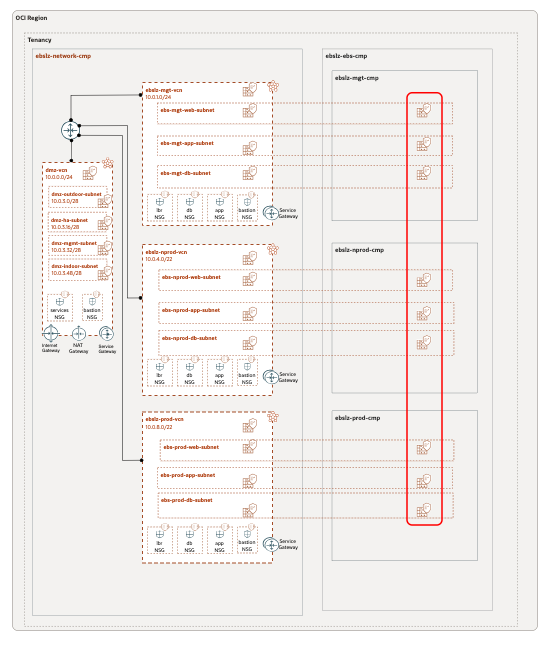 OCI Region
Tenancy
ebslz-network-cmp
ebslz-ebs-cmp
ebslz-mgt-vcn
10.0.1.0/24
ebs-mgt-web-subnet
ebs-mgt-app-subnet
ebs-mgt-db-subnet
lbr
NSG
db
NSG
app
NSG
bastion
NSG
Service
Gateway
ebslz-mgt-cmp
dmz-vcn
10.0.0.0/24
dmz-outdoor-subnet
10.0.3.0/28
dmz-ha-subnet
10.0.3.16/28
dmz-mgmt-subnet
10.0.3.32/28
dmz-indoor-subnet
10.0.3.48/28
services
NSG
bastion
NSG
Internet
Gateway
NAT
Gateway
Service
Gateway
ebslz-nprod-vcn
10.0.4.0/22
ebs-nprod-web-subnet
ebs-nprod-app-subnet
ebs-nprod-db-subnet
lbr
NSG
db
NSG
app
NSG
bastion
NSG
Service
Gateway
ebslz-nprod-cmp
ebslz-prod-vcn
10.0.8.0/22
ebs-prod-web-subnet
ebs-prod-app-subnet
ebs-prod-db-subnet
lbr
NSG
db
NSG
app
NSG
bastion
NSG
Service
Gateway
ebslz-prod-cmp